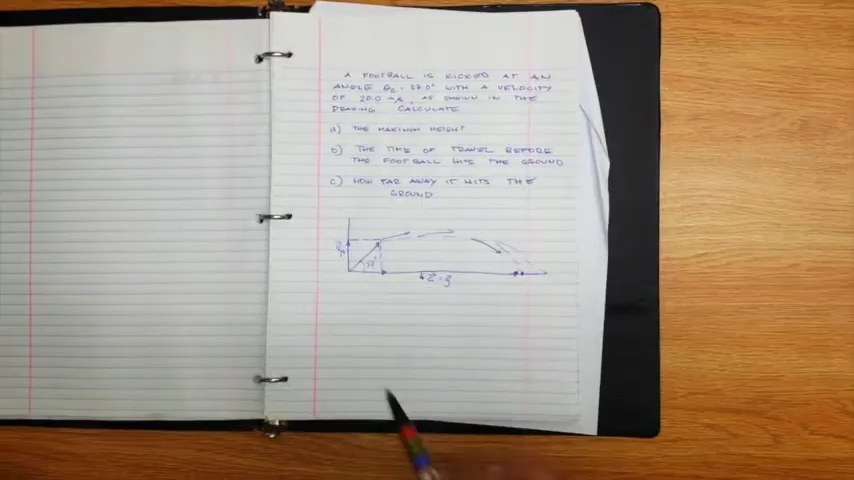 A FOOTBALL IS KICKED AT AN
ANGLE θ₀ = 37.0° WITH A VELOCITY
OF 20.0 m/s, AS SHOWN IN THE
DRAWING CALCULATE
a) THE MAXIMUM HEIGHT
b) THE TIME OF TRAVEL BEFORE
THE FOOTBALL HITS THE GROUND
c) HOW FAR AWAY IT HITS THE
GROUND
37°